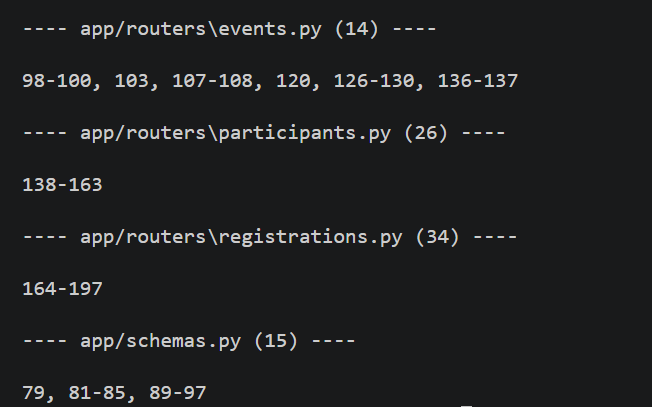 ---- app/routers\events.py (14) ----
98-100, 103, 107-108, 120, 126-130, 136-137
---- app/routers\participants.py (26) ----
138-163
---- app/routers\registrations.py (34) ----
164-197
---- app/schemas.py (15) ----
79, 81-85, 89-97